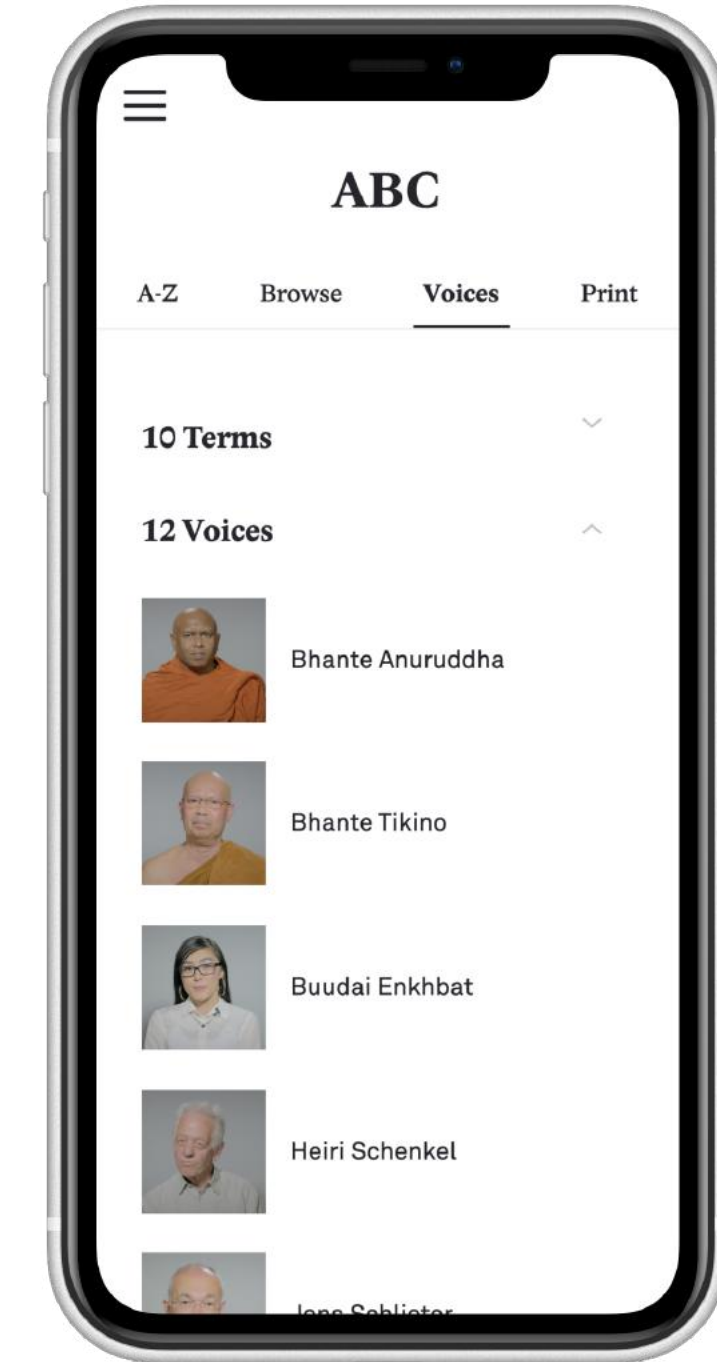 ABC
A-Z Browse Voices Print
10 Terms
12 Voices
Bhante Anuruddha
Bhante Tikino
Buudai Enkhbat
Heiri Schenkel